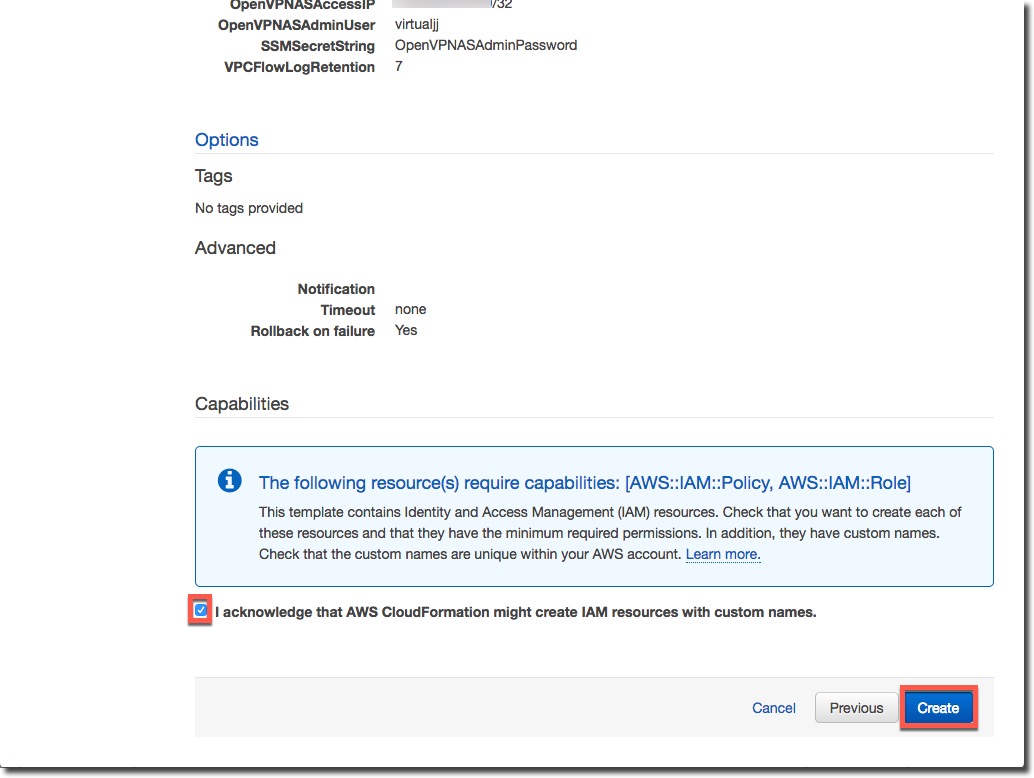 OpenVPNASAccessIP /32
OpenVPNASAdminUser virtualjj
SSMSecretString OpenVPNASAdminPassword
VPCFlowLogRetention 7
Options
Tags
No tags provided
Advanced
Notification
Timeout none
Rollback on failure Yes
Capabilities
The following resource(s) require capabilities: [AWS::IAM::Policy, AWS::IAM::Role]
This template contains Identity and Access Management (IAM) resources. Check that you want to create each of
these resources and that they have the minimum required permissions. In addition, they have custom names.
Check that the custom names are unique within your AWS account. Learn more.
I acknowledge that AWS CloudFormation might create IAM resources with custom names.
Cancel Previous Create